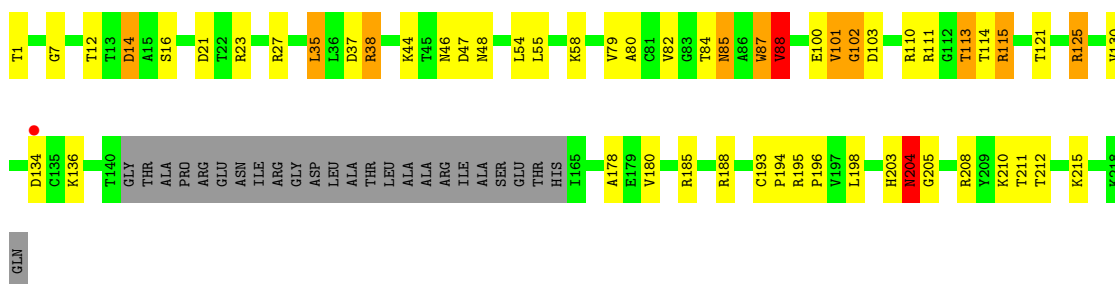 T1 G7 T12 T13 D14 A15 S16 D21 T22 R23 R27 L35 L36 D37 R38 K44 T45 N46 D47 N48 L54 L55 K58 V79 A80 C81 V82 G83 T84 N85 A86 W87 V88 E100 V101 G102 D103 R110 R111 G112 T113 T114 R115 T121 R125 V130
D134 C135 K136 T140 GLY THR ALA PRO ARG GLU ASN ILE ARG GLY ASP LEU ALA THR LEU ALA ALA ARG ILE ALA SER GLU THR HIS I165 A178 E179 V180 R185 R188 C193 P194 R195 P196 V197 L198 H203 N204 G205 R208 Y209 K210 T211 T212 K215 K218
GLN